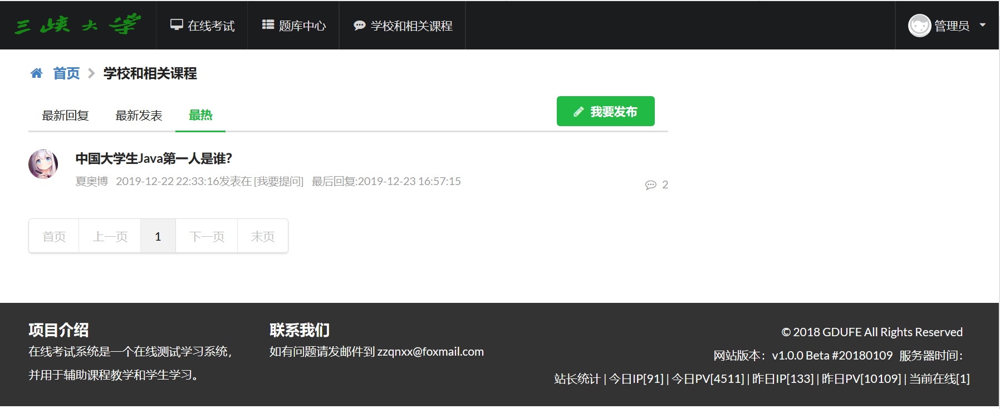 三峡大学 在线考试 题库中心 学校和相关课程 管理员
首页 学校和相关课程
最新回复 最新发表 最热 我要发布
中国大学生Java第一人是谁?
夏奥博 2019-12-22 22:33:16发表在 [我要提问] 最后回复:2019-12-23 16:57:15 2
首页 上一页 1 下一页 末页
项目介绍
在线考试系统是一个在线测试学习系统，
并用于辅助课程教学和学生学习。
联系我们
如有问题请发邮件到 zzqnxx@foxmail.com
© 2018 GDUFE All Rights Reserved
网站版本：v1.0.0 Beta #20180109 服务器时间：
站长统计 | 今日IP[91] | 今日PV[4511] | 昨日IP[133] | 昨日PV[10109] | 当前在线[1]